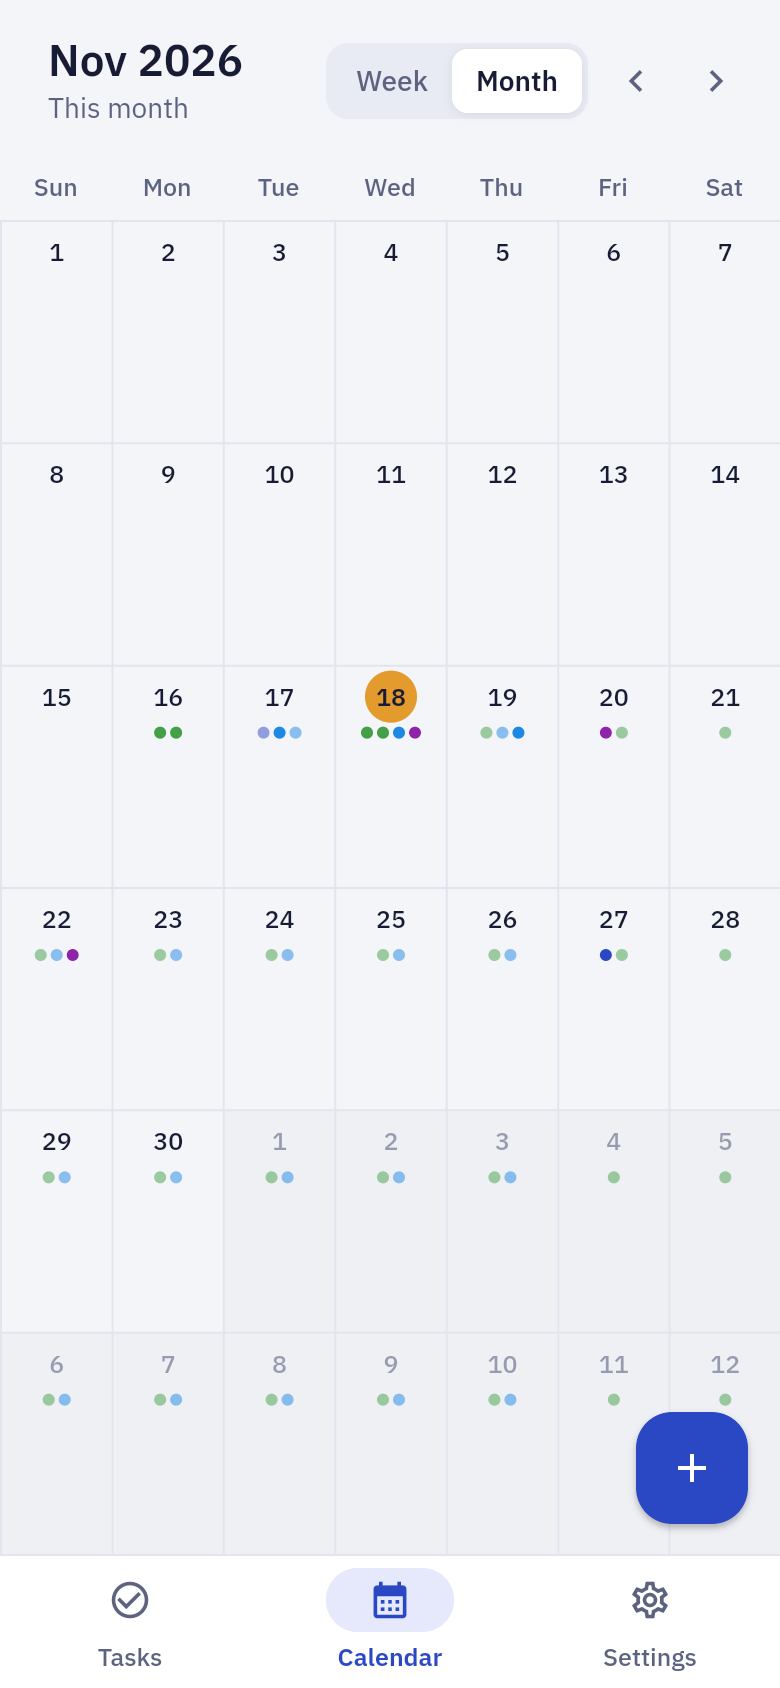 Nov 2026
This month
Week Month
Sun Mon Tue Wed Thu Fri Sat
1 2 3 4 5 6 7
8 9 10 11 12 13 14
15 16 17 18 19 20 21
22 23 24 25 26 27 28
29 30 1 2 3 4 5
6 7 8 9 10 11 12
Tasks Calendar Settings